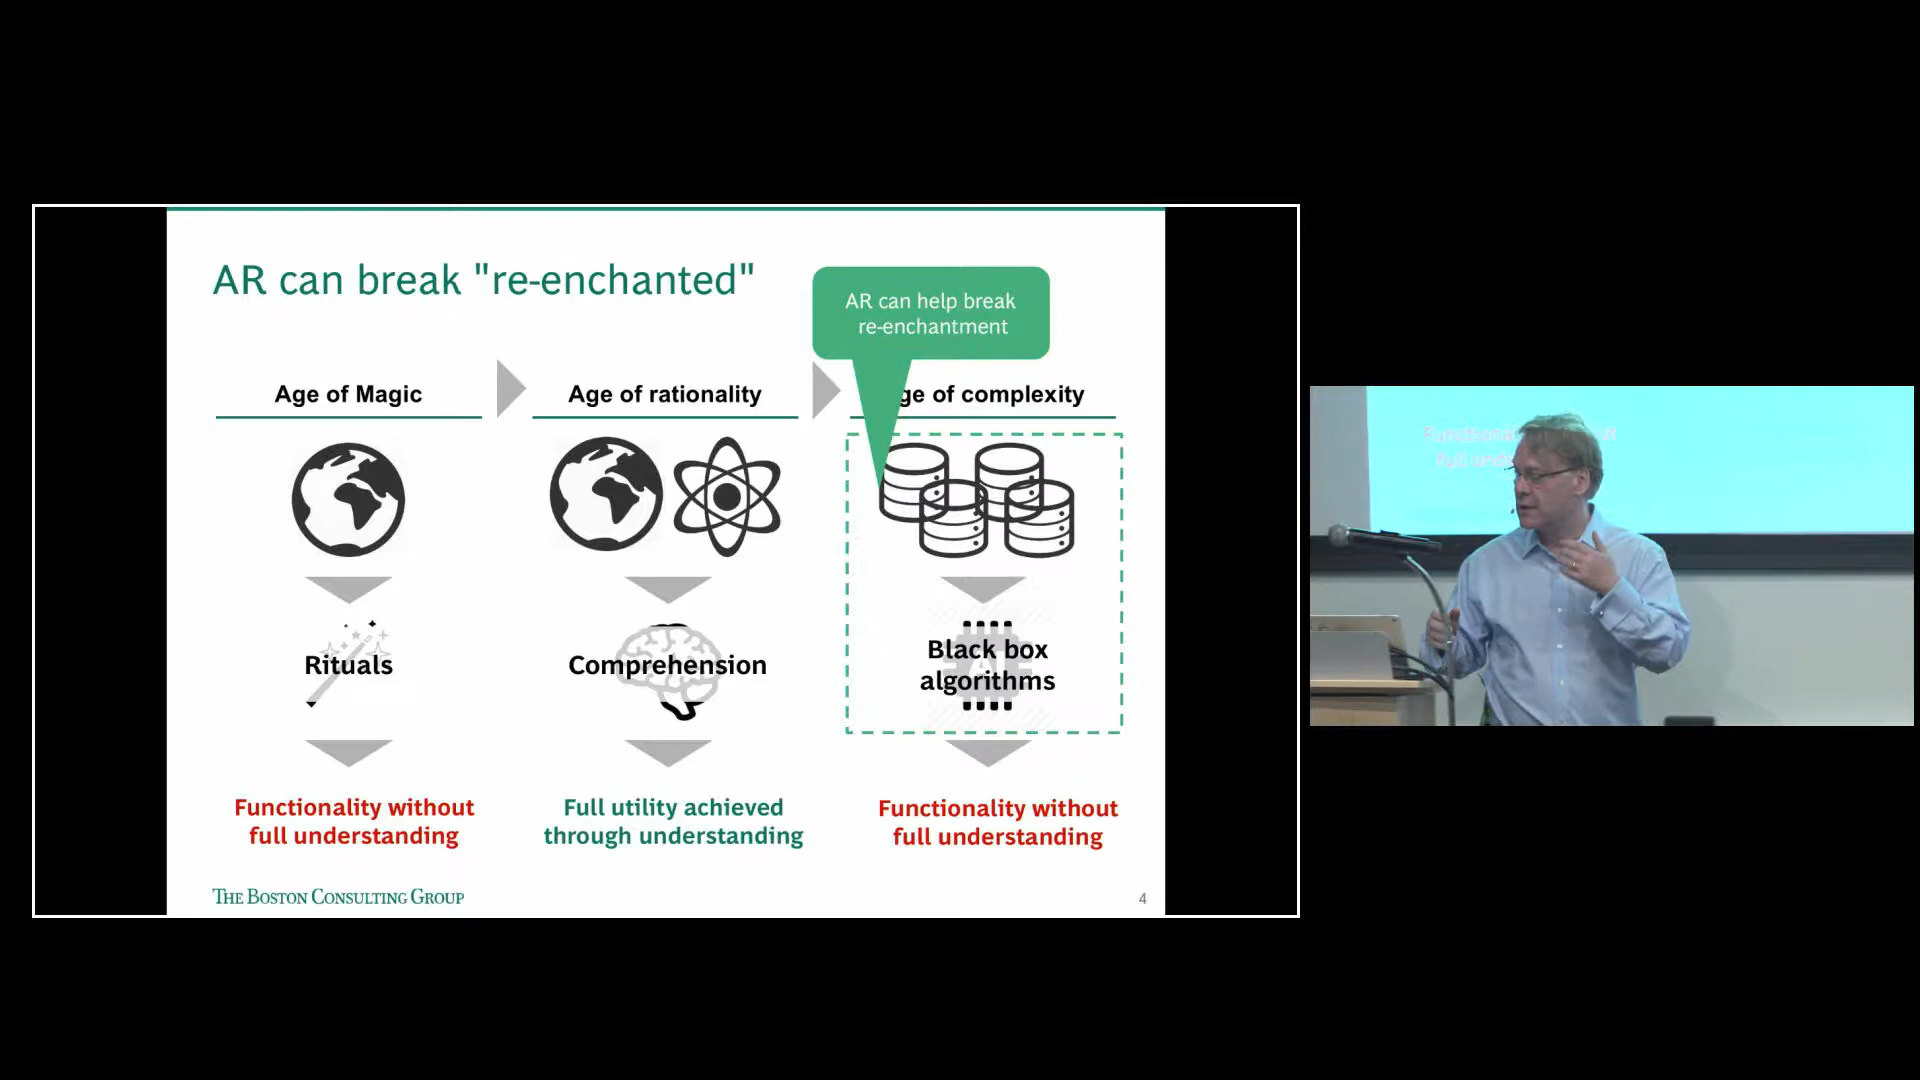 AR can break "re-enchanted"
AR can help break
re-enchantment
Age of Magic
Age of rationality
ge of complexity
Rituals
Comprehension
Black box
algorithms
Functionality without
full understanding
Full utility achieved
through understanding
Functionality without
full understanding
THE BOSTON CONSULTING GROUP
4